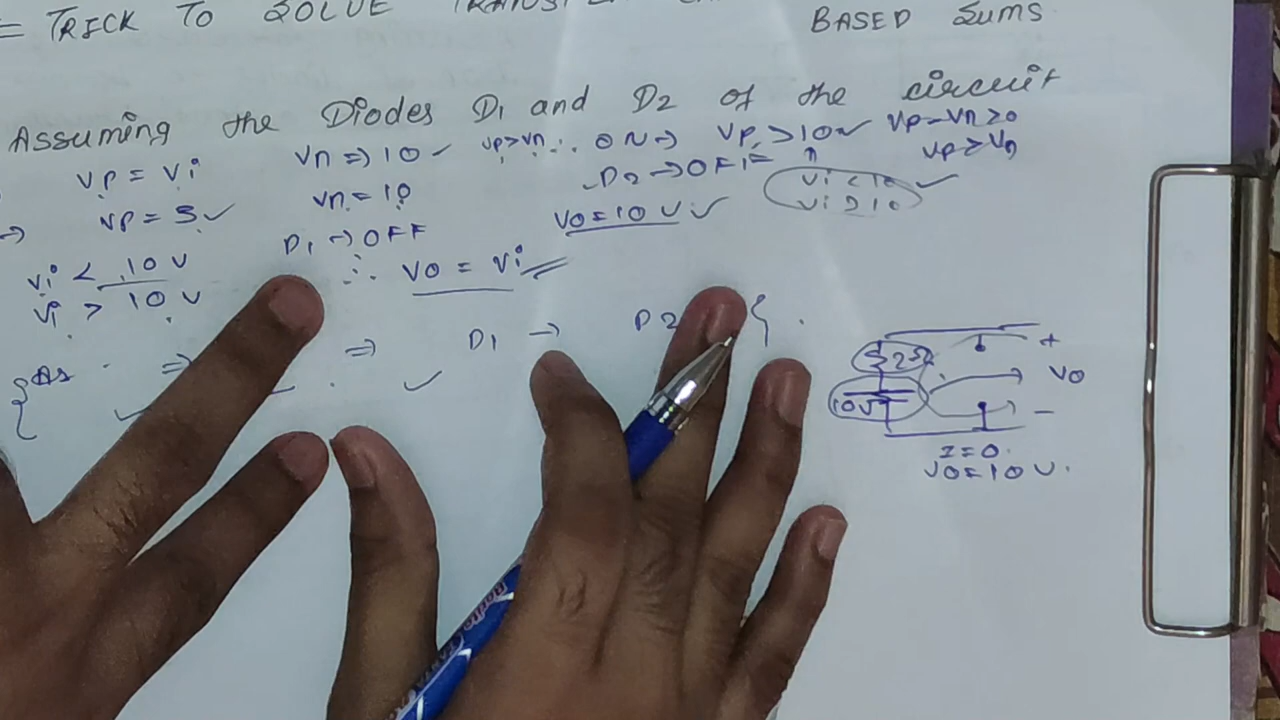 = TRICK TO SOLVE BASED SUMS
Assuming the Diodes D1 and D2 of the circuit
Vp = Vi Vn => 10 ✓ Vp>Vn ∴ ON → Vp > 10 ✓ Vp-Vn>0
→ Vp = 5 ✓ Vn = 10 D2 → OFF Vi < 10 ✓ Vp > Vn
D1 → OFF Vo = 10 V ✓ Vi > 10
Vi < 10 V ∴ Vo = Vi
Vi > 10 V
{ As => => D1 → D2 }
✓ ✓
2Ω +
10V Vo
-
I = 0.
Vo = 10 V.